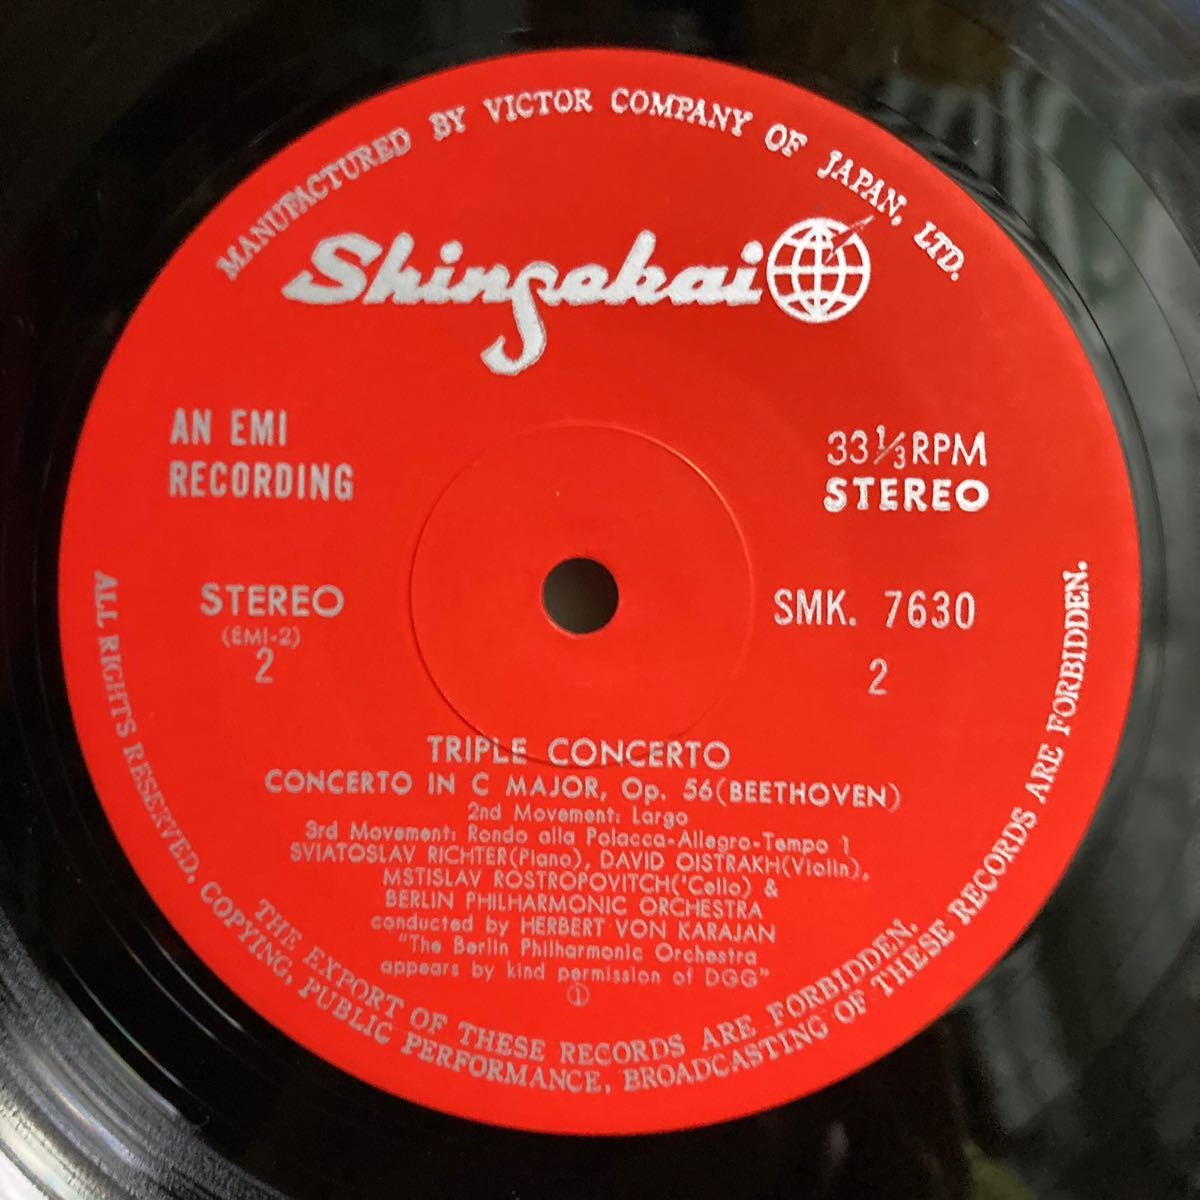 MANUFACTURED BY VICTOR COMPANY OF JAPAN, LTD.
Shinsekai
AN EMI
RECORDING
33 1/3 RPM
STEREO
STEREO
(EMI-2)
2
SMK. 7630
2
TRIPLE CONCERTO
CONCERTO IN C MAJOR, Op. 56(BEETHOVEN)
2nd Movement: Largo
3rd Movement: Rondo alla Polacca-Allegro-Tempo 1
SVIATOSLAV RICHTER(Piano), DAVID OISTRAKH(Violin),
MSTISLAV ROSTROPOVITCH('Cello) &
BERLIN PHILHARMONIC ORCHESTRA
conducted by HERBERT VON KARAJAN
"The Berlin Philharmonic Orchestra
appears by kind permission of DGG"
①
THE EXPORT OF THESE RECORDS ARE FORBIDDEN.
ALL RIGHTS RESERVED, COPYING, PUBLIC PERFORMANCE, BROADCASTING OF THESE RECORDS ARE FORBIDDEN.